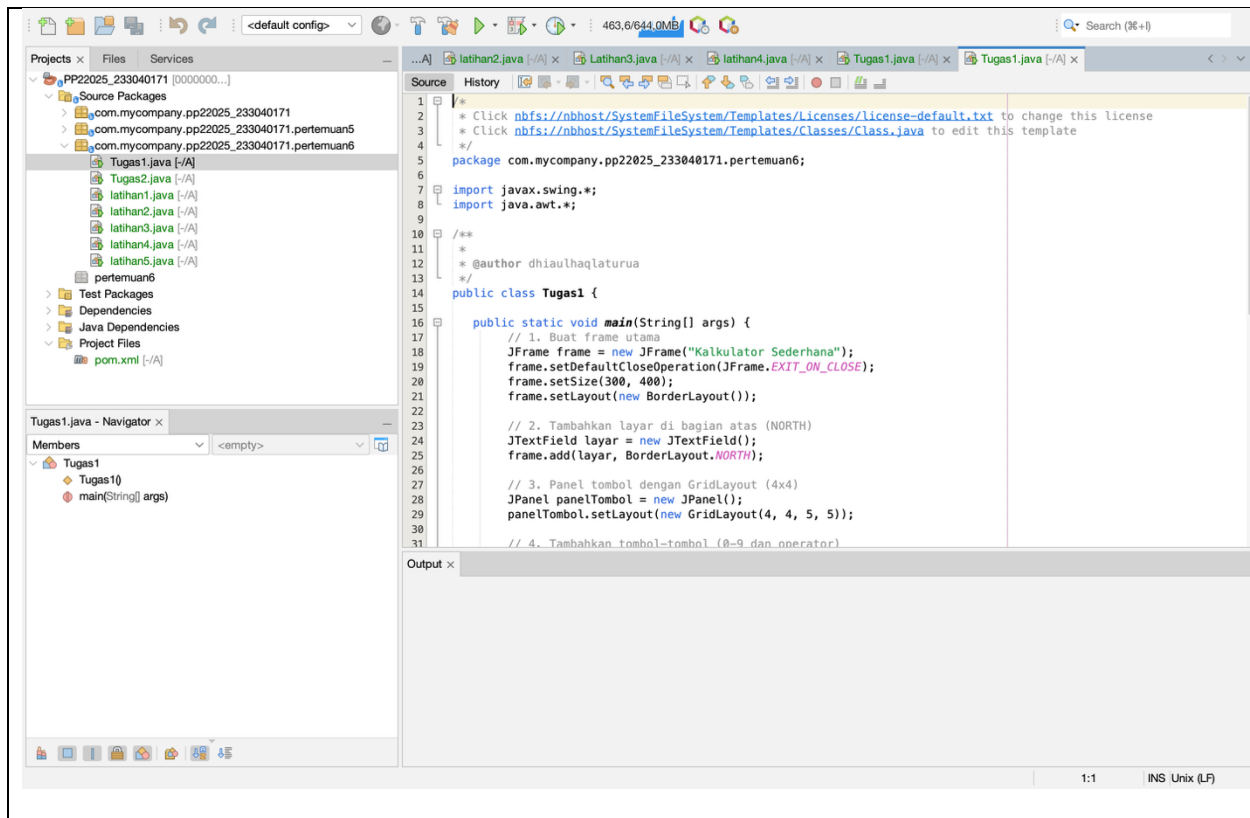 <default config>
463,6/644,0MB
Search (⌘+I)
Projects ×
Files
Services
PP22025_233040171 [0000000...]
Source Packages
com.mycompany.pp22025_233040171
com.mycompany.pp22025_233040171.pertemuan5
com.mycompany.pp22025_233040171.pertemuan6
Tugas1.java [-/A]
Tugas2.java [-/A]
latihan1.java [-/A]
latihan2.java [-/A]
latihan3.java [-/A]
latihan4.java [-/A]
latihan5.java [-/A]
pertemuan6
Test Packages
Dependencies
Java Dependencies
Project Files
pom.xml [-/A]
Tugas1.java - Navigator ×
Members
<empty>
Tugas1
Tugas1()
main(String[] args)
...A]
latihan2.java [-/A] ×
Latihan3.java [-/A] ×
latihan4.java [-/A] ×
Tugas1.java [-/A] ×
Tugas1.java [-/A] ×
Source
History
1 /*
2 * Click nbfs://nbhost/SystemFileSystem/Templates/Licenses/license-default.txt to change this license
3 * Click nbfs://nbhost/SystemFileSystem/Templates/Classes/Class.java to edit this template
4 */
5 package com.mycompany.pp22025_233040171.pertemuan6;
6
7 import javax.swing.*;
8 import java.awt.*;
9
10 /**
11 *
12 * @author dhiaulhaqlaturua
13 */
14 public class Tugas1 {
15
16 public static void main(String[] args) {
17 // 1. Buat frame utama
18 JFrame frame = new JFrame("Kalkulator Sederhana");
19 frame.setDefaultCloseOperation(JFrame.EXIT_ON_CLOSE);
20 frame.setSize(300, 400);
21 frame.setLayout(new BorderLayout());
22
23 // 2. Tambahkan layar di bagian atas (NORTH)
24 JTextField layar = new JTextField();
25 frame.add(layar, BorderLayout.NORTH);
26
27 // 3. Panel tombol dengan GridLayout (4x4)
28 JPanel panelTombol = new JPanel();
29 panelTombol.setLayout(new GridLayout(4, 4, 5, 5));
30
31 // 4. Tambahkan tombol-tombol (0-9 dan operator)
Output ×
1:1
INS
Unix (LF)